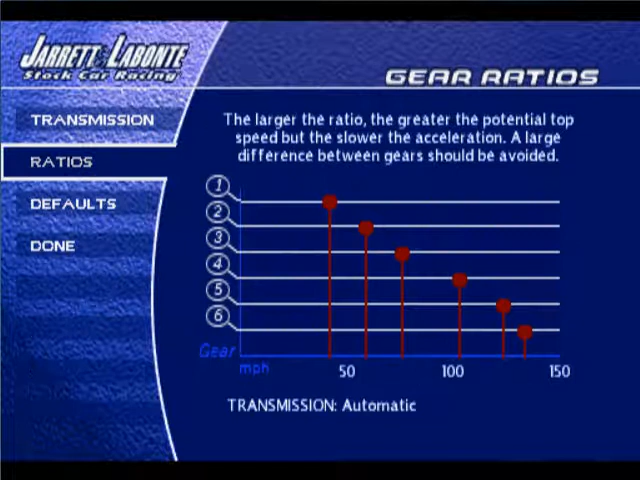 JARRETT & LABONTE
Stock Car Racing
GEAR RATIOS
TRANSMISSION
RATIOS
DEFAULTS
DONE
The larger the ratio, the greater the potential top
speed but the slower the acceleration. A large
difference between gears should be avoided.
1
2
3
4
5
6
Gear
mph 50 100 150
TRANSMISSION: Automatic